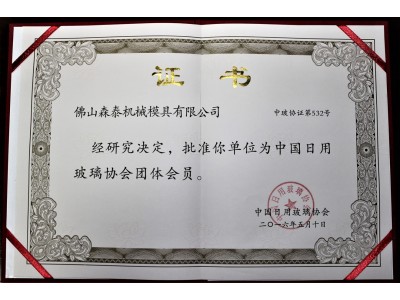 证书
佛山森泰机械模具有限公司 中玻协证第532号
经研究决定，批准你单位为中国日用
玻璃协会团体会员。
中国日用玻璃协会
二〇一六年五月十日